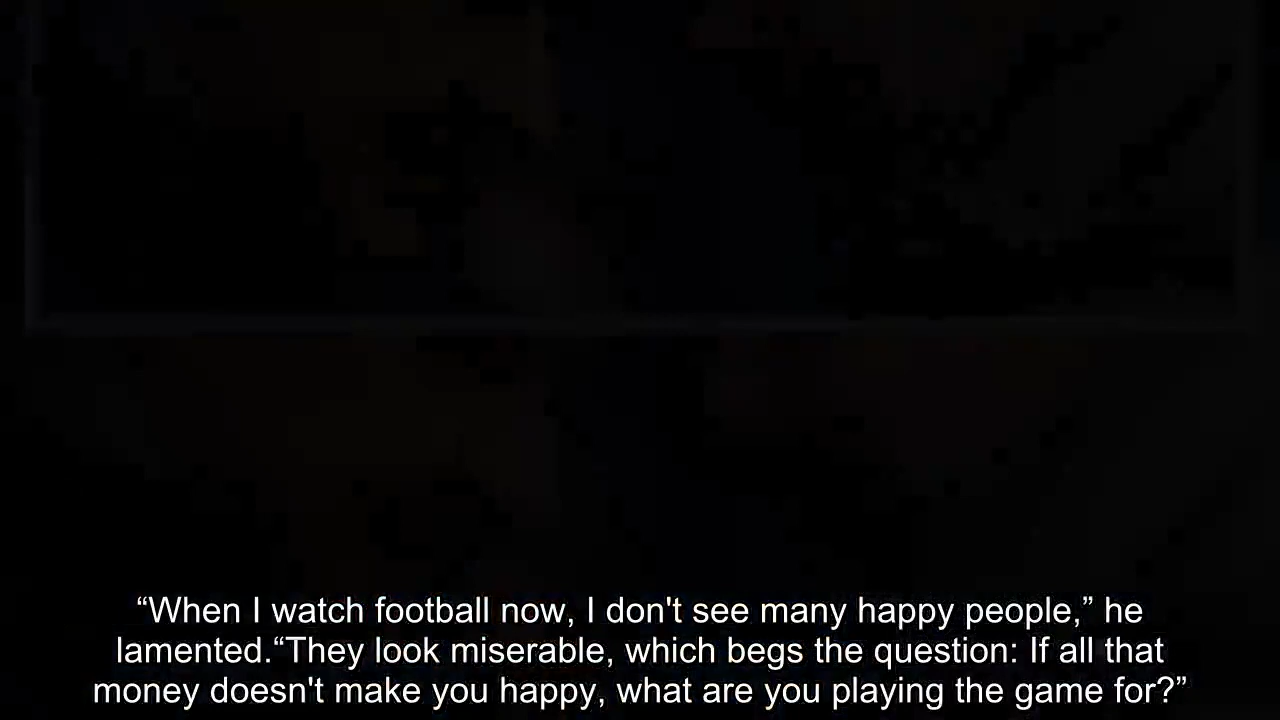 “When I watch football now, I don't see many happy people,” he
lamented.“They look miserable, which begs the question: If all that
money doesn't make you happy, what are you playing the game for?”